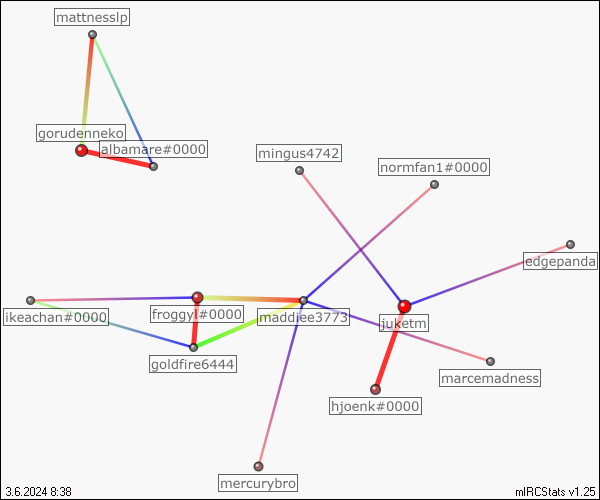 mattnesslp
gorudenneko
albamare#0000
mingus4742
normfan1#0000
edgepanda
ikeachan#0000
froggyl#0000
maddiee3773
juketm
goldfire6444
marcemadness
hjoenk#0000
mercurybro
3.6.2024 8:38
mIRCStats v1.25